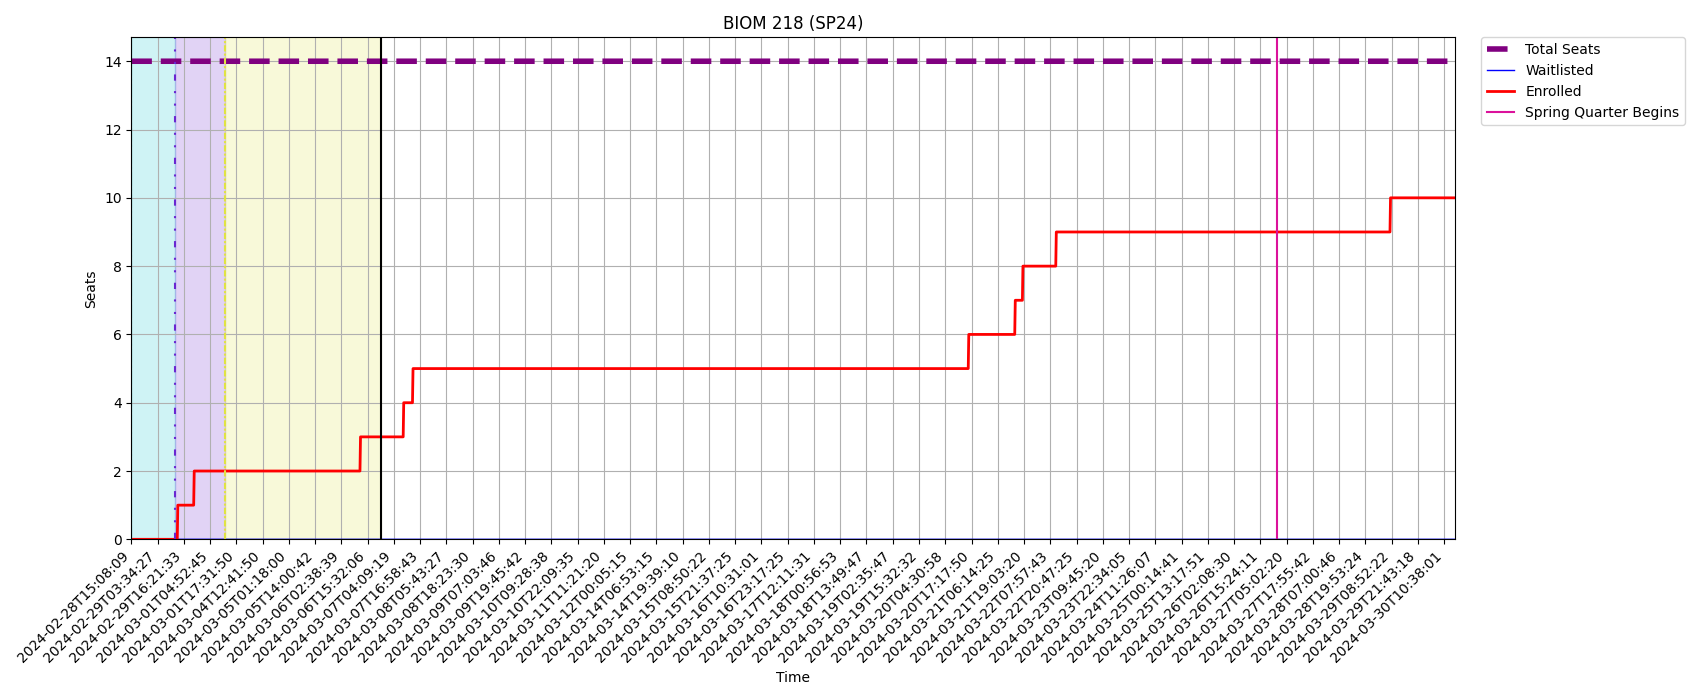 BIOM 218 (SP24)
Total Seats
Waitlisted
Enrolled
Spring Quarter Begins
14
12
10
8
6
4
2
0
Seats
2024-02-28T15:08:09
2024-02-29T03:34:27
2024-02-29T16:21:33
2024-03-01T04:52:45
2024-03-01T17:31:50
2024-03-04T12:41:50
2024-03-05T01:18:00
2024-03-05T14:00:42
2024-03-06T02:38:39
2024-03-06T15:32:06
2024-03-07T04:09:19
2024-03-07T16:58:43
2024-03-08T05:43:27
2024-03-08T18:23:30
2024-03-09T07:03:46
2024-03-09T19:45:42
2024-03-10T09:28:38
2024-03-10T22:09:35
2024-03-11T11:21:20
2024-03-12T00:05:15
2024-03-14T06:53:15
2024-03-14T19:39:10
2024-03-15T08:50:22
2024-03-15T21:37:25
2024-03-16T10:31:01
2024-03-16T23:17:25
2024-03-17T12:11:31
2024-03-18T00:56:53
2024-03-18T13:49:47
2024-03-19T02:35:47
2024-03-19T15:32:32
2024-03-20T04:30:58
2024-03-20T17:17:50
2024-03-21T06:14:25
2024-03-21T19:03:20
2024-03-22T07:57:43
2024-03-22T20:47:25
2024-03-23T09:45:20
2024-03-23T22:34:05
2024-03-24T11:26:07
2024-03-25T00:14:41
2024-03-25T13:17:51
2024-03-26T02:08:30
2024-03-26T15:24:11
2024-03-27T05:02:20
2024-03-27T17:55:42
2024-03-28T07:00:46
2024-03-28T19:53:24
2024-03-29T08:52:22
2024-03-29T21:43:18
2024-03-30T10:38:01
Time